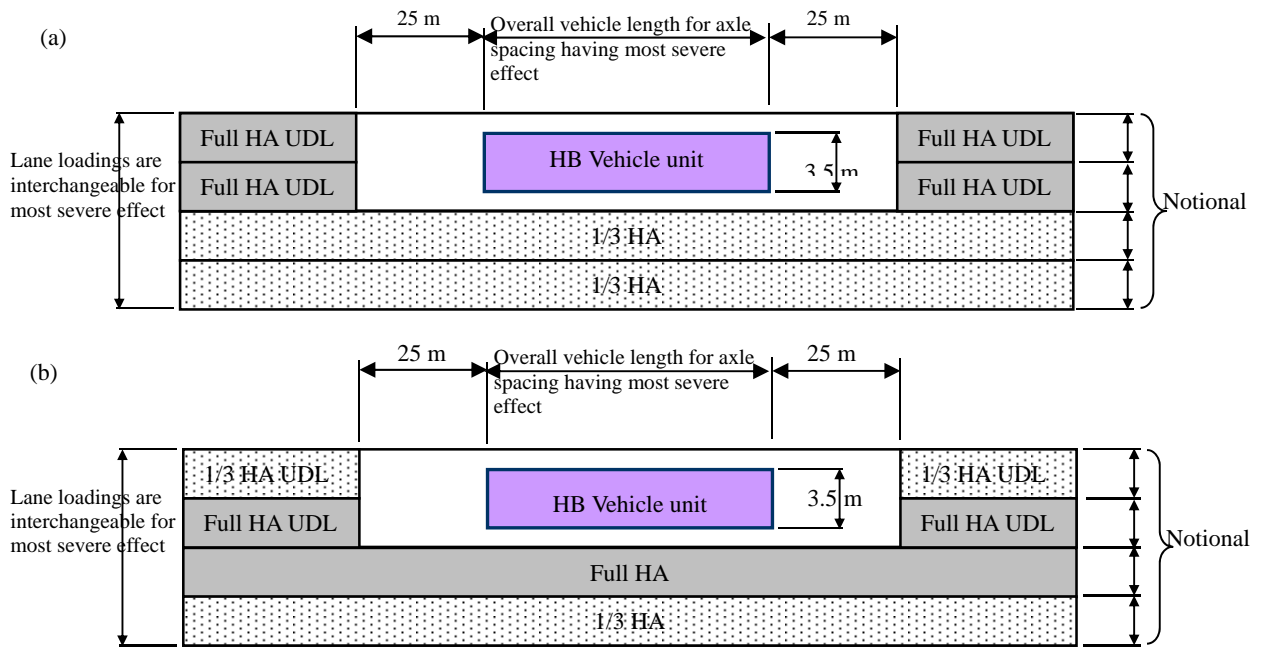 (a)
25 m
Overall vehicle length for axle
spacing having most severe
effect
25 m
Full HA UDL
HB Vehicle unit
3.5 m
Full HA UDL
Lane loadings are
interchangeable for
most severe effect
Full HA UDL
Full HA UDL
Notional
1/3 HA
1/3 HA
(b)
25 m
Overall vehicle length for axle
spacing having most severe
effect
25 m
1/3 HA UDL
HB Vehicle unit
3.5 m
1/3 HA UDL
Lane loadings are
interchangeable for
most severe effect
Full HA UDL
Full HA UDL
Notional
Full HA
1/3 HA